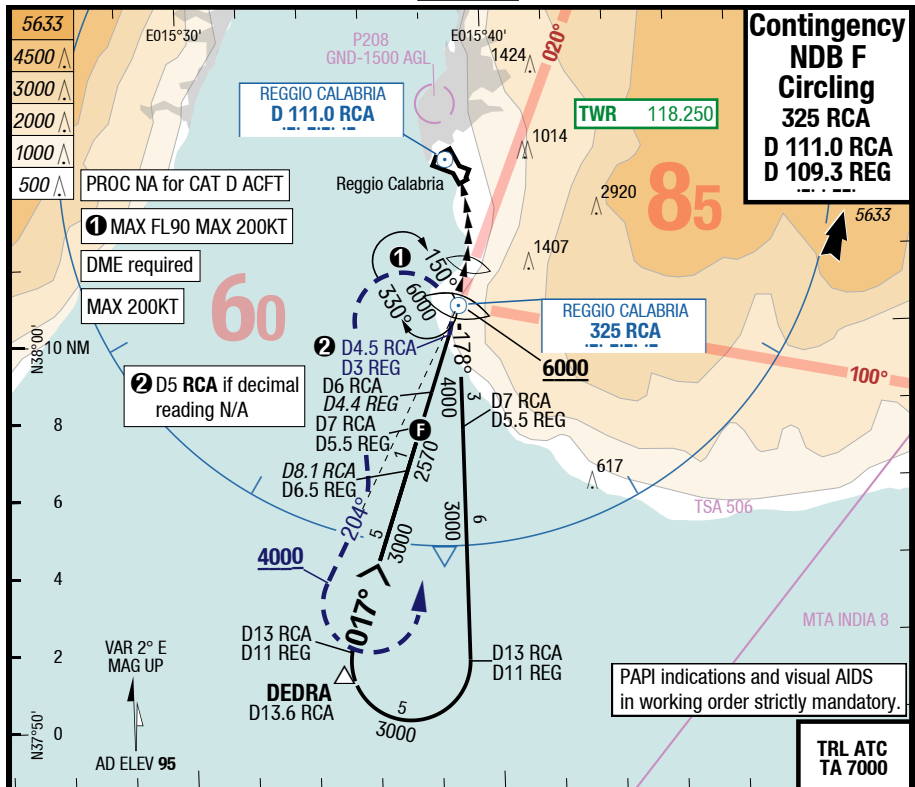 5633
4500
3000
2000
1000
500
E015°30'
P208
GND-1500 AGL
E015°40'
1424
020°
Contingency
NDB F
Circling
325 RCA
D 111.0 RCA
D 109.3 REG
5633
REGGIO CALABRIA
D 111.0 RCA
TWR 118.250
1014
Reggio Calabria
PROC NA for CAT D ACFT
2920
85
1 MAX FL90 MAX 200KT
DME required
MAX 200KT
60
1407
1
150°
6000
330°
REGGIO CALABRIA
325 RCA
6000
100°
N38°00'
10 NM
2 D4.5 RCA
D3 REG
178°
2 D5 RCA if decimal
reading N/A
D6 RCA
D4.4 REG
4000
3
D7 RCA
D5.5 REG
D7 RCA
D5.5 REG
F
8
1
2570
D8.1 RCA
D6.5 REG
617
TSA 506
6
204°
5
3000
3000
6
4000
4
017°
MTA INDIA 8
D13 RCA
D11 REG
D13 RCA
D11 REG
2
VAR 2° E
MAG UP
DEDRA
D13.6 RCA
5
3000
PAPI indications and visual AIDS
in working order strictly mandatory.
N37°50'
0
AD ELEV 95
TRL ATC
TA 7000